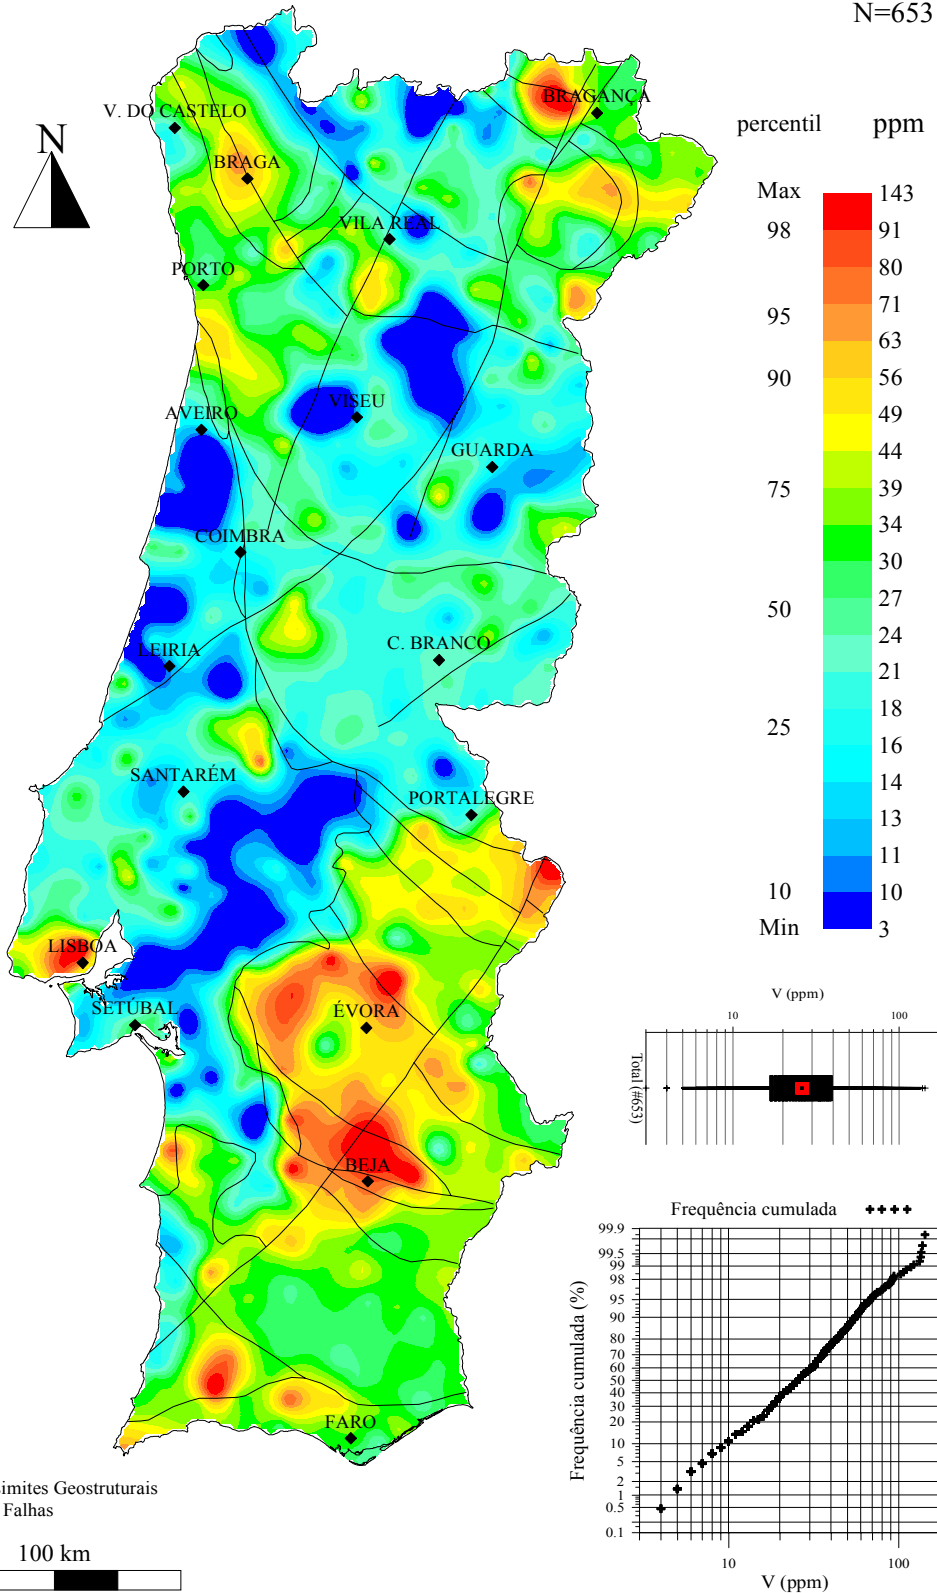 N=653
N
V. DO CASTELO
BRAGA
BRAGANÇA
VILA REAL
PORTO
AVEIRO
VISEU
GUARDA
COIMBRA
LEIRIA
C. BRANCO
SANTARÉM
PORTALEGRE
LISBOA
SETÚBAL
ÉVORA
BEJA
FARO
percentil ppm
Max 143
98 91
80
71
95 63
56
90 49
44
39
75 34
30
27
50 24
21
18
25 16
14
13
11
10 10
Min 3
V (ppm)
10 100
Total (#653)
Frequência cumulada
Frequência cumulada (%)
99.9
99.5
99
98
95
90
80
70
60
50
40
30
20
10
5
2
1
0.5
0.1
10 100
V (ppm)
imites Geostruturais
Falhas
100 km